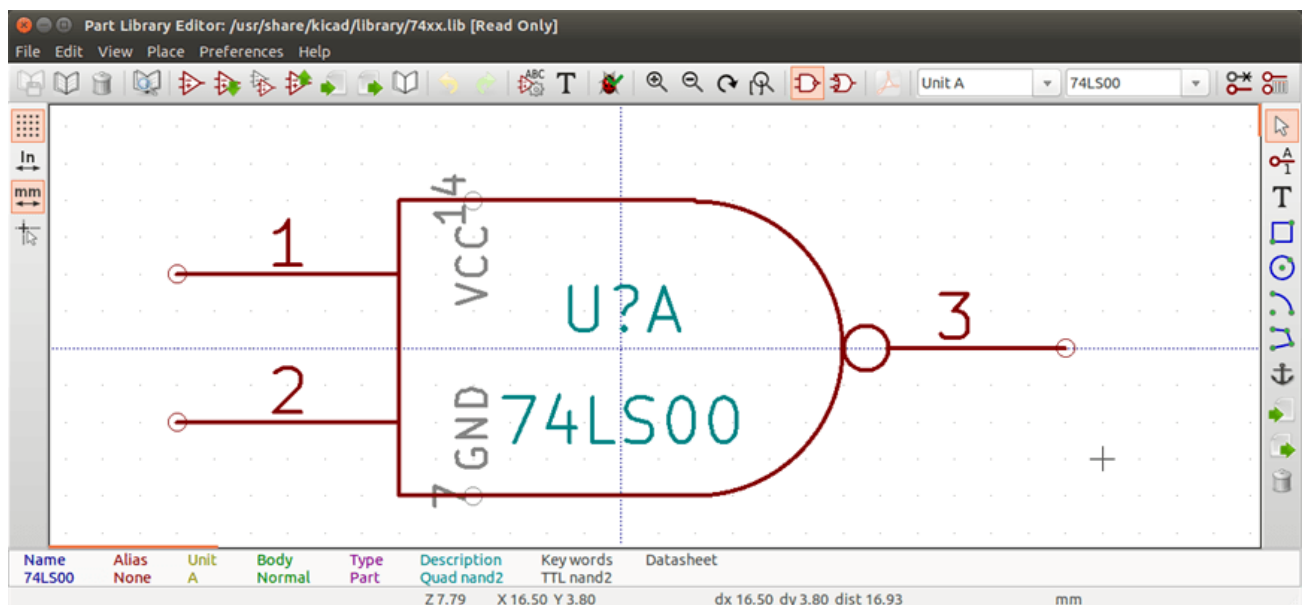 Part Library Editor: /usr/share/kicad/library/74xx.lib [Read Only]
File Edit View Place Preferences Help
ABC T Unit A 74LS00
In
mm
A
1
T
14
VCC
1
U?A
3
2
GND
74LS00
7
Name Alias Unit Body Type Description Key words Datasheet
74LS00 None A Normal Part Quad nand2 TTL nand2
Z 7.79 X 16.50 Y 3.80 dx 16.50 dy 3.80 dist 16.93 mm